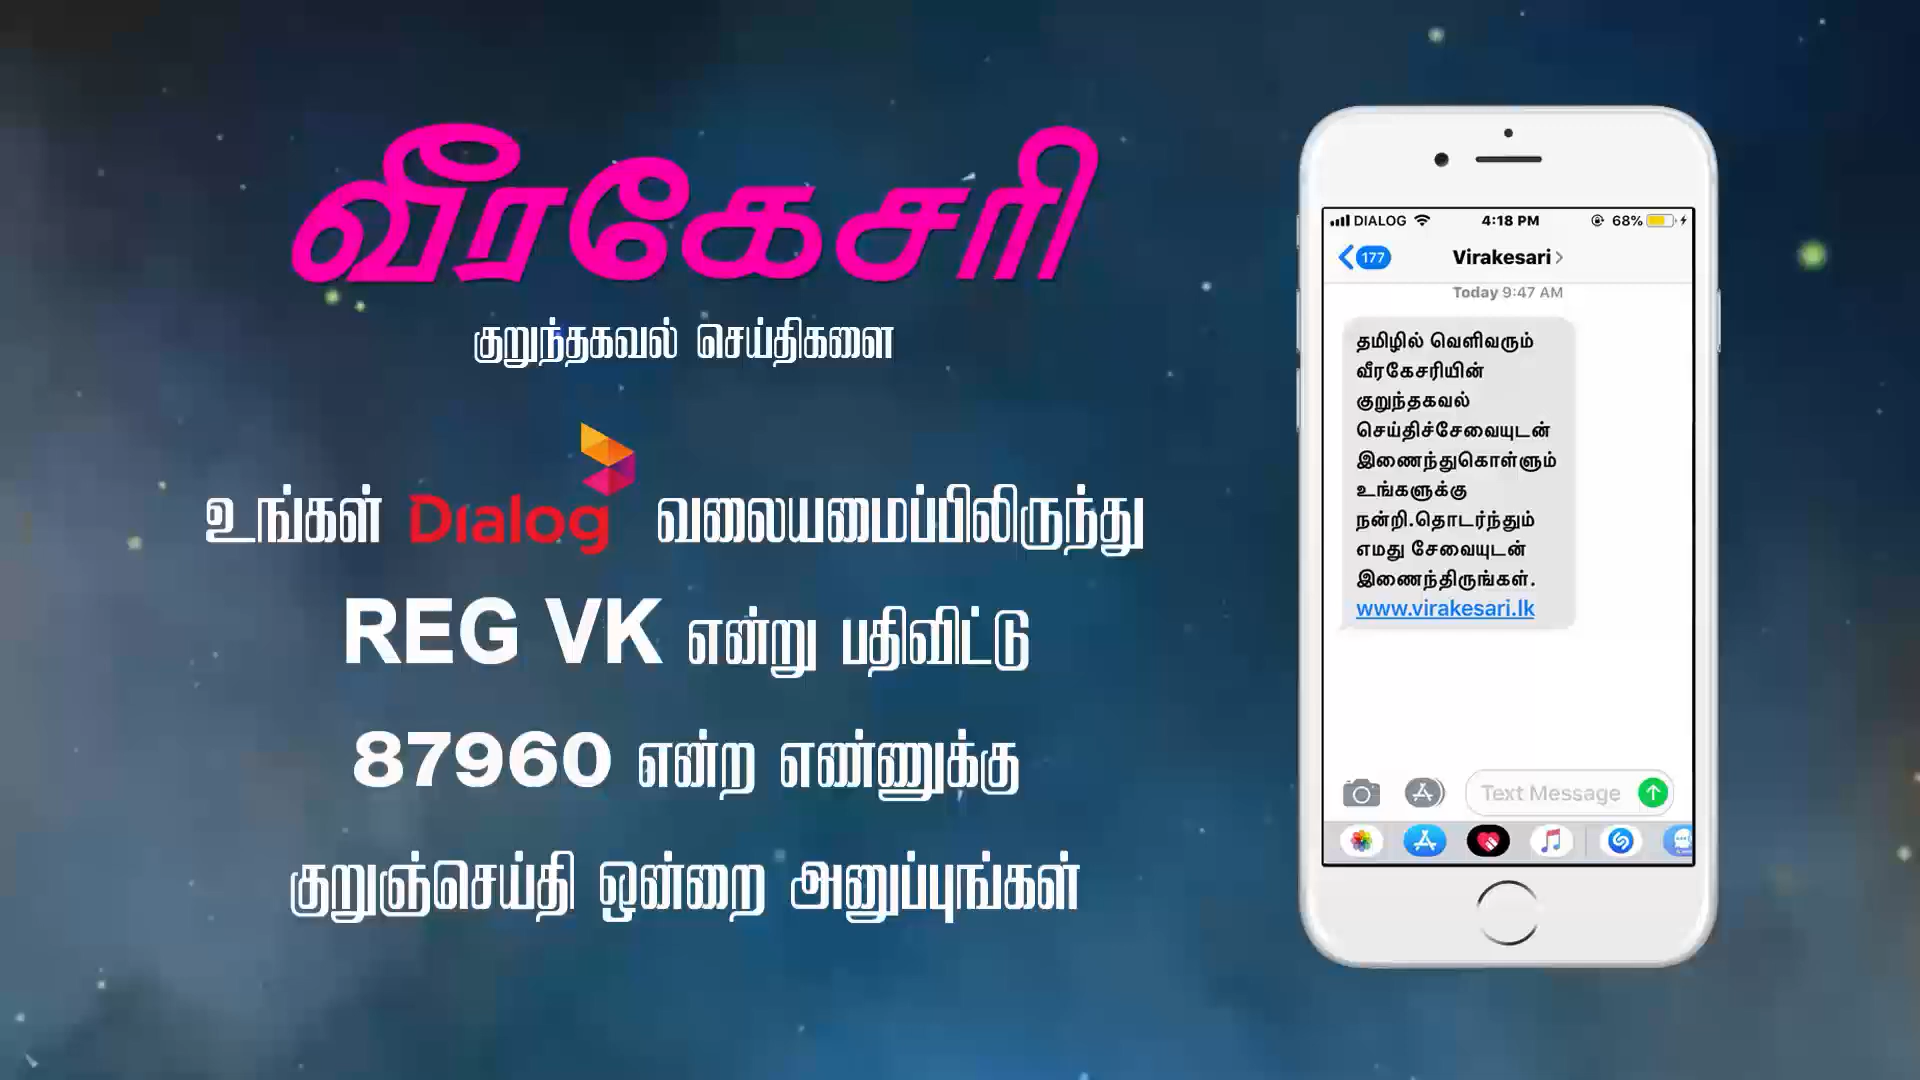 வீரகேசரி
குறுந்தகவல் செய்திகளை
உங்கள் Dialog வலையமைப்பிலிருந்து
REG VK என்று பதிவிட்டு
87960 என்ற எண்ணுக்கு
குறுஞ்செய்தி ஒன்றை அனுப்புங்கள்
DIALOG 4:18 PM 68%
177 Virakesari
Today 9:47 AM
தமிழில் வெளிவரும்
வீரகேசரியின்
குறுந்தகவல்
செய்திச்சேவையுடன்
இணைந்துகொள்ளும்
உங்களுக்கு
நன்றி.தொடர்ந்தும்
எமது சேவையுடன்
இணைந்திருங்கள்.
www.virakesari.lk
Text Message